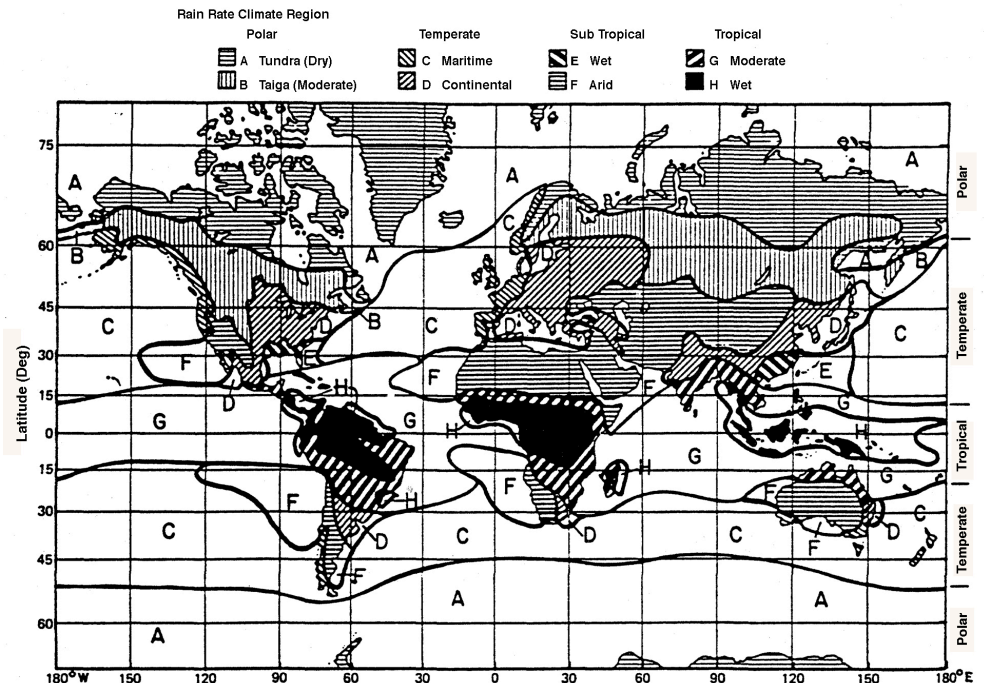 Rain Rate Climate Region
Polar Temperate Sub Tropical Tropical
A Tundra (Dry) C Maritime E Wet G Moderate
B Taiga (Moderate) D Continental F Arid H Wet
75
A A A Polar
C
60
B A D A B
45
C B D C D C Temperate
30
F E F F E
15
D H G
G G H H Tropical
0
G
15
H G
F F F
H C
30
C C D C D
D F
45
Temperate
F
A A
60
A Polar
Latitude (Deg)
180°W 150 120 90 60 30 0 30 60 90 120 150 180°E